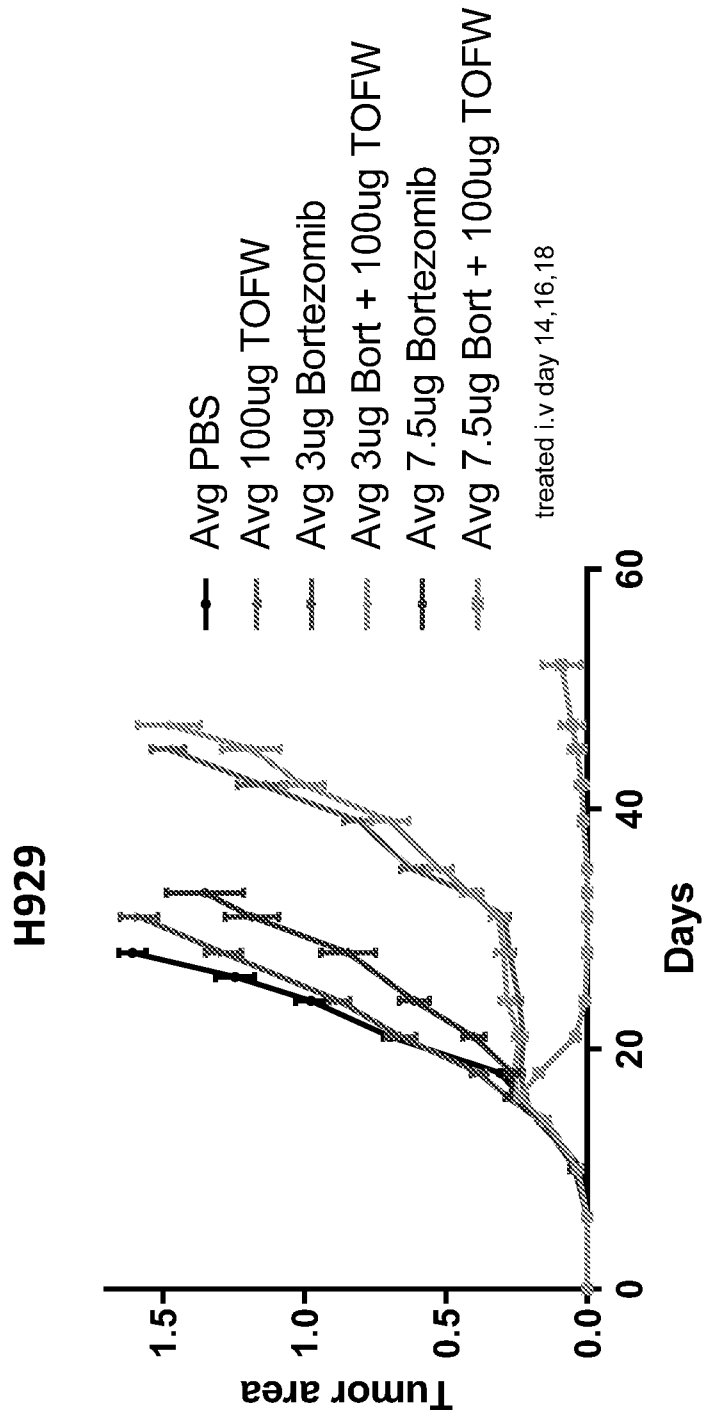 H929
Tumor area
1.5
1.0
0.5
0.0
0
20
40
60
Days
Avg PBS
Avg 100ug TOFW
Avg 3ug Bortezomib
Avg 3ug Bort + 100ug TOFW
Avg 7.5ug Bortezomib
Avg 7.5ug Bort + 100ug TOFW
treated i.v day 14,16,18